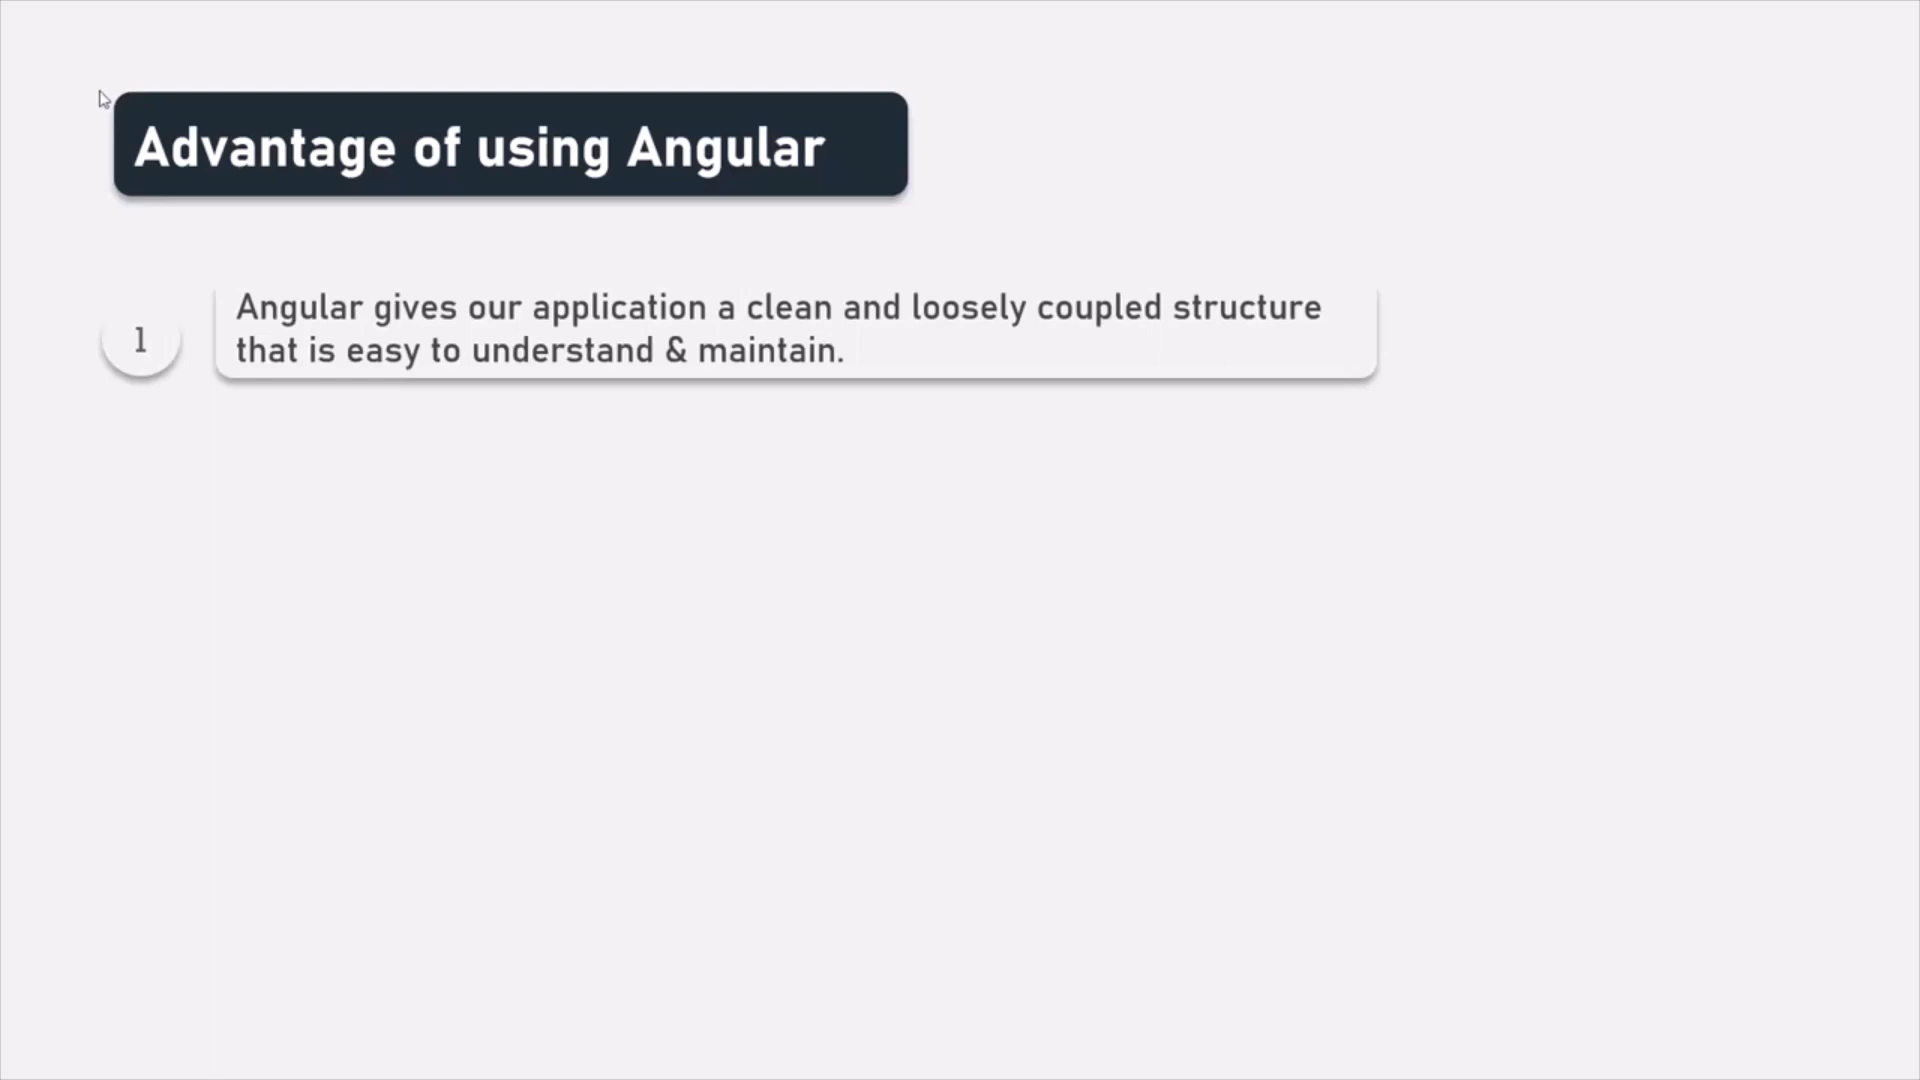 Advantage of using Angular
1
Angular gives our application a clean and loosely coupled structure
that is easy to understand & maintain.